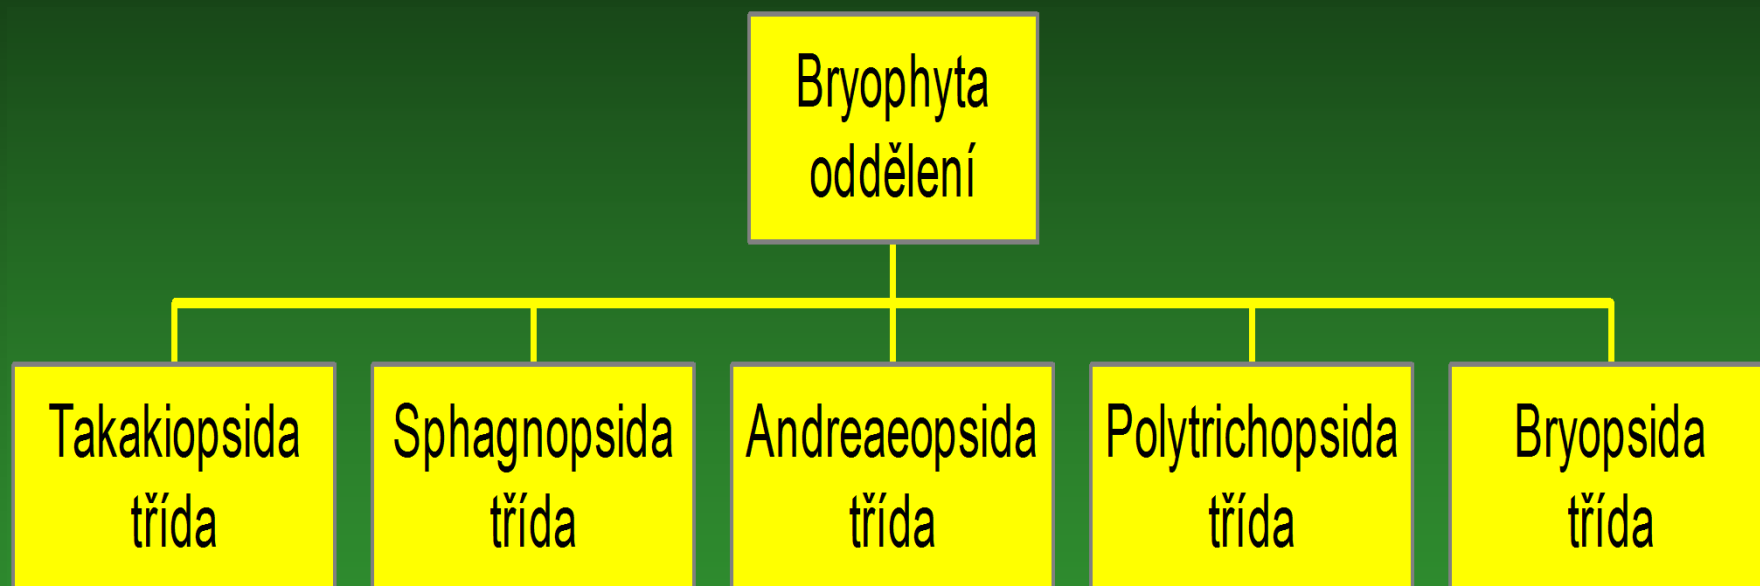 Bryophyta
oddělení
Takakiopsida
třída
Sphagnopsida
třída
Andreaeopsida
třída
Polytrichopsida
třída
Bryopsida
třída